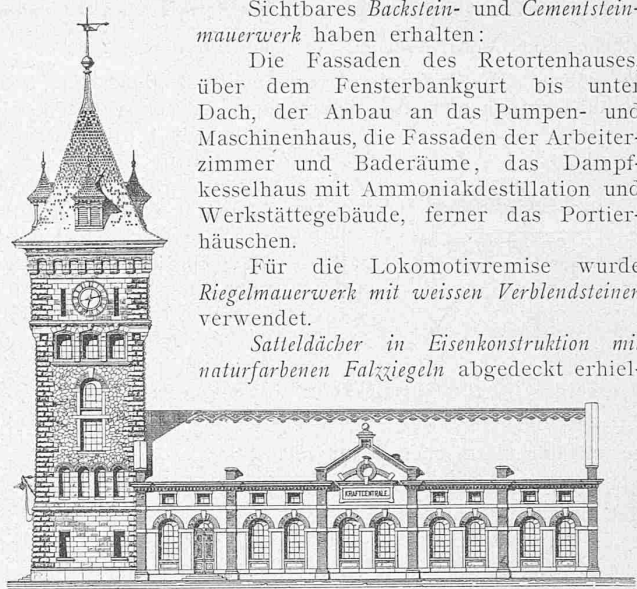 Sichtbares Backstein- und Cementstein-
mauerwerk haben erhalten:
Die Fassaden des Retortenhauses
über dem Fensterbankgurt bis unter
Dach, der Anbau an das Pumpen- und
Maschinenhaus, die Fassaden der Arbeiter-
zimmer und Baderäume, das Dampf-
kesselhaus mit Ammoniakdestillation und
Werkstättegebäude, ferner das Portier-
häuschen.
Für die Lokomotivremise wurde
Riegelmauerwerk mit weissen Verblendsteinen
verwendet.
Satteldächer in Eisenkonstruktion mit
naturfarbenen Falzziegeln abgedeckt erhiel-
KRAFTCENTRALE